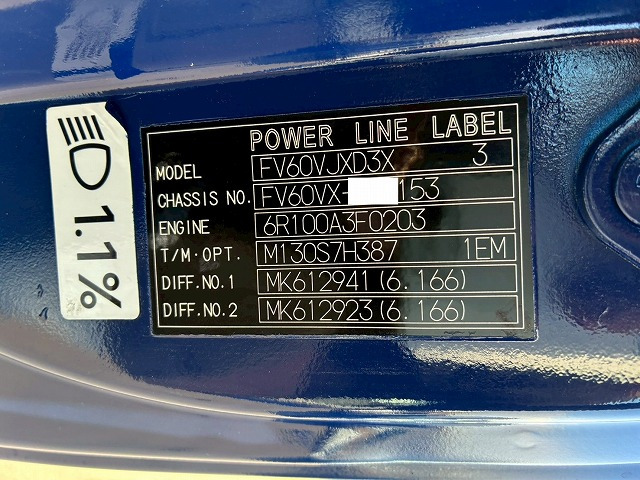 POWER LINE LABEL
MODEL FV60VJXD3X 3
CHASSIS NO. FV60VX- 153
ENGINE 6R100A3F0203
T/M·OPT. M130S7H387 1EM
DIFF.NO.1 MK612941(6.166)
DIFF.NO.2 MK612923(6.166)
1.1%